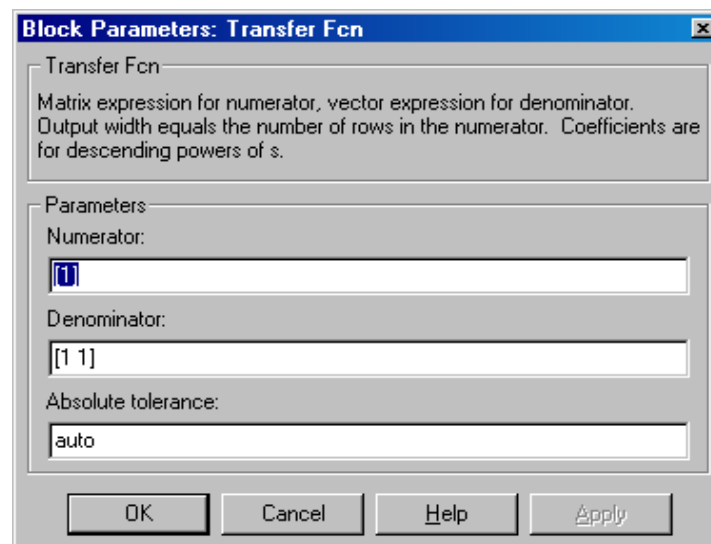 Block Parameters: Transfer Fcn
Transfer Fcn
Matrix expression for numerator, vector expression for denominator.
Output width equals the number of rows in the numerator.  Coefficients are
for descending powers of s.
Parameters
Numerator:
[1]
Denominator:
[1 1]
Absolute tolerance:
auto
OK Cancel Help Apply